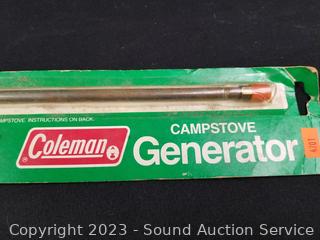 CAMPSTOVE INSTRUCTIONS ON BACK.
Coleman®
CAMPSTOVE
Generator
Copyright 2023 - Sound Auction Service